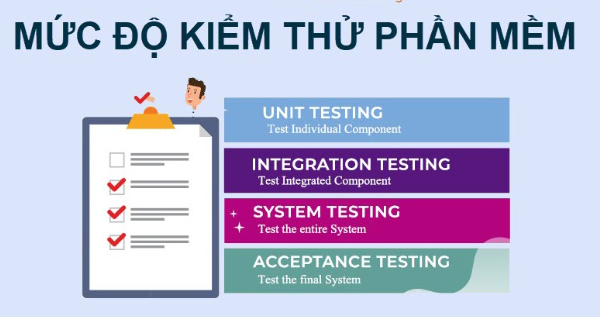 MỨC ĐỘ KIỂM THỬ PHẦN MỀM
UNIT TESTING
Test Individual Component
INTEGRATION TESTING
Test Integrated Component
SYSTEM TESTING
Test the entire System
ACCEPTANCE TESTING
Test the final System